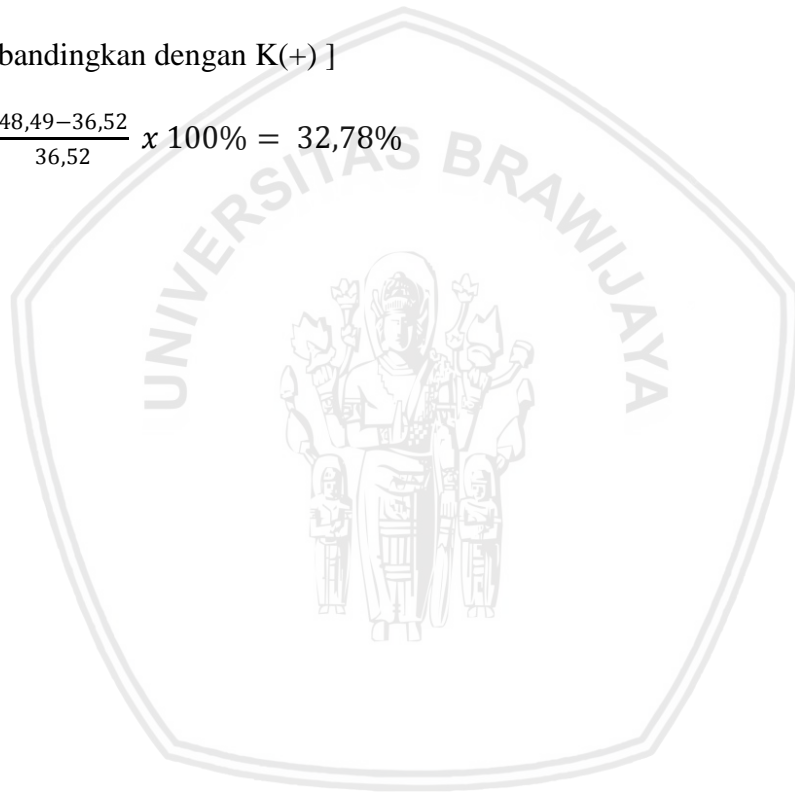 bandingkan dengan K(+) ]
48,49−36,52
36,52
x 100% = 32,78%
UNIVERSITAS BRAWIJAYA